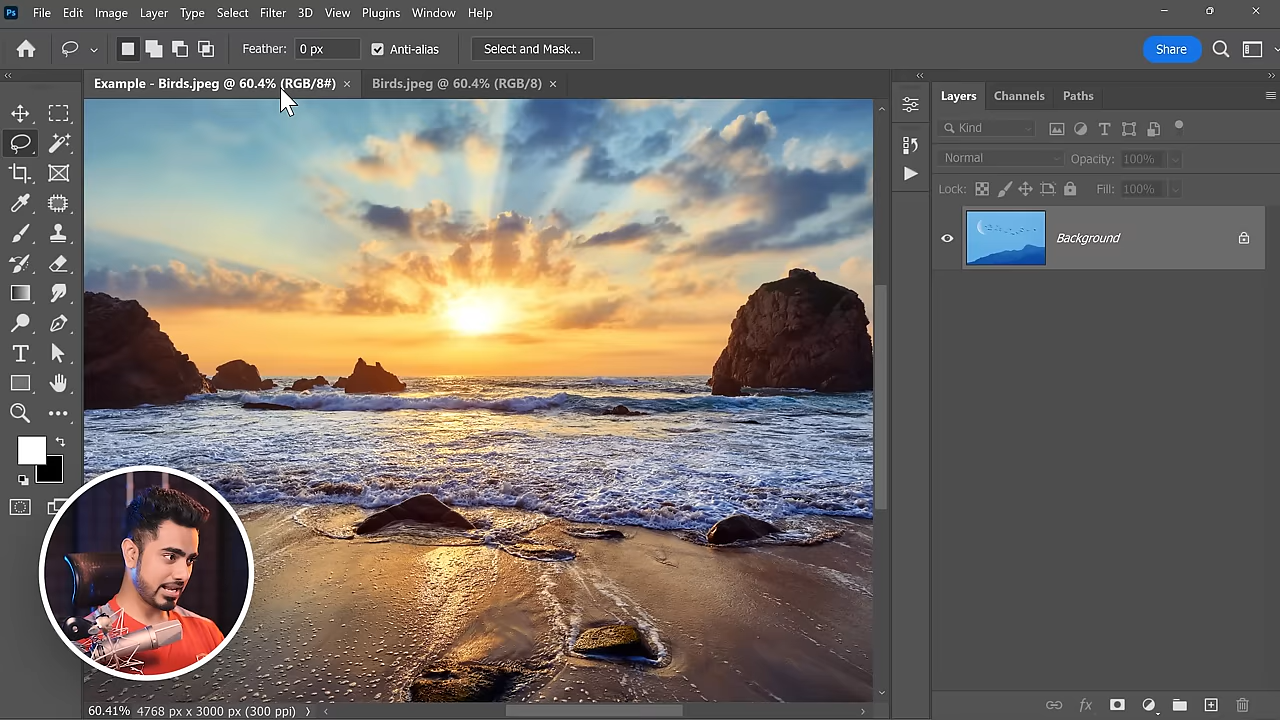 Ps File Edit Image Layer Type Select Filter 3D View Plugins Window Help
Feather: 0 px Anti-alias Select and Mask... Share
Example - Birds.jpeg @ 60.4% (RGB/8#) × Birds.jpeg @ 60.4% (RGB/8) ×
Layers Channels Paths
Kind
Normal Opacity: 100%
Lock: Fill: 100%
Background
60.41% 4768 px x 3000 px (300 ppi)
fx